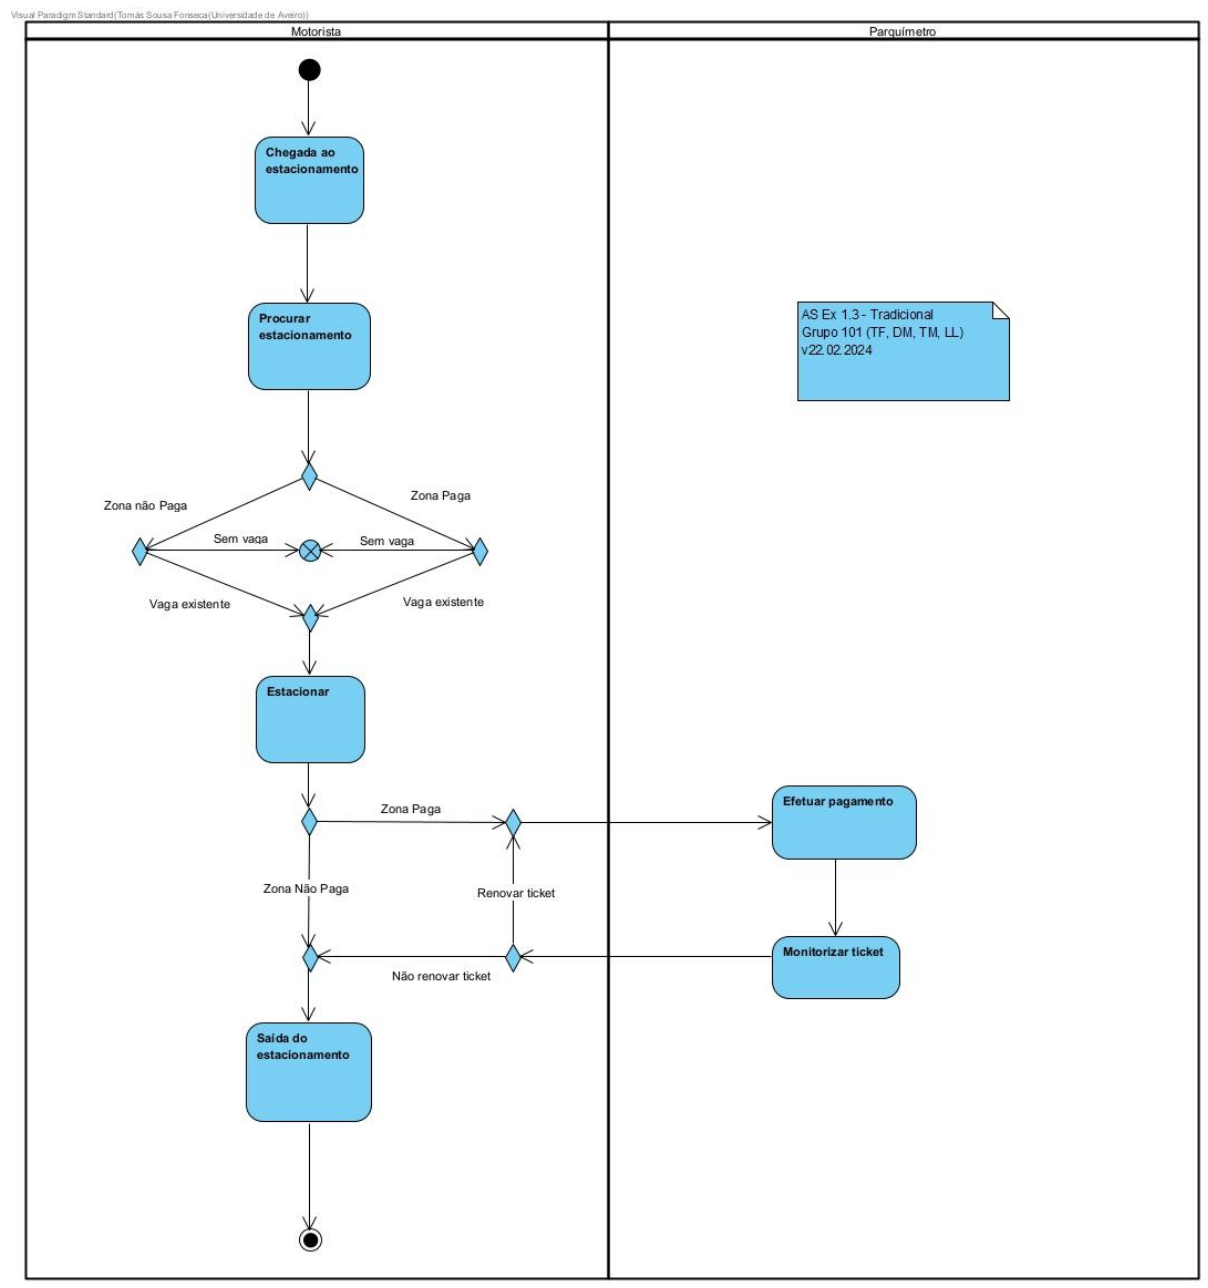 Visual Paradigm Standard(Tomás Sousa Fonseca(Universidade de Aveiro))
Motorista
Parquímetro
Chegada ao
estacionamento
Procurar
estacionamento
AS Ex 1.3 - Tradicional
Grupo 101 (TF, DM, TM, LL)
v22.02.2024
Zona não Paga
Zona Paga
Sem vaga
Sem vaga
Vaga existente
Vaga existente
Estacionar
Zona Paga
Efetuar pagamento
Zona Não Paga
Renovar ticket
Monitorizar ticket
Não renovar ticket
Saída do
estacionamento